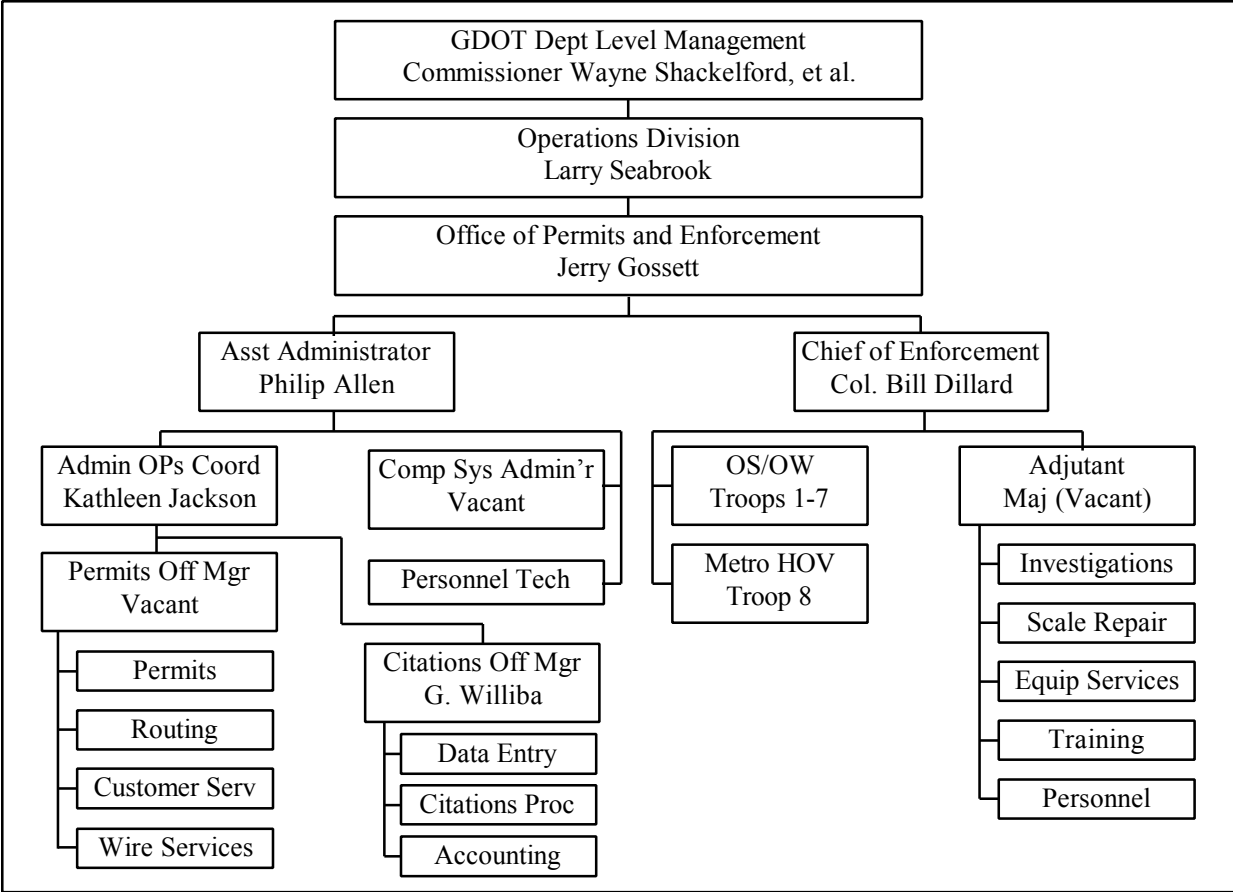 GDOT Dept Level Management
Commissioner Wayne Shackelford, et al.
Operations Division
Larry Seabrook
Office of Permits and Enforcement
Jerry Gossett
Asst Administrator
Philip Allen
Chief of Enforcement
Col. Bill Dillard
Admin OPs Coord
Kathleen Jackson
Comp Sys Admin’r
Vacant
OS/OW
Troops 1-7
Adjutant
Maj (Vacant)
Permits Off Mgr
Vacant
Personnel Tech
Metro HOV
Troop 8
Investigations
Scale Repair
Equip Services
Training
Personnel
Permits
Routing
Customer Serv
Wire Services
Citations Off Mgr
G. Williba
Data Entry
Citations Proc
Accounting